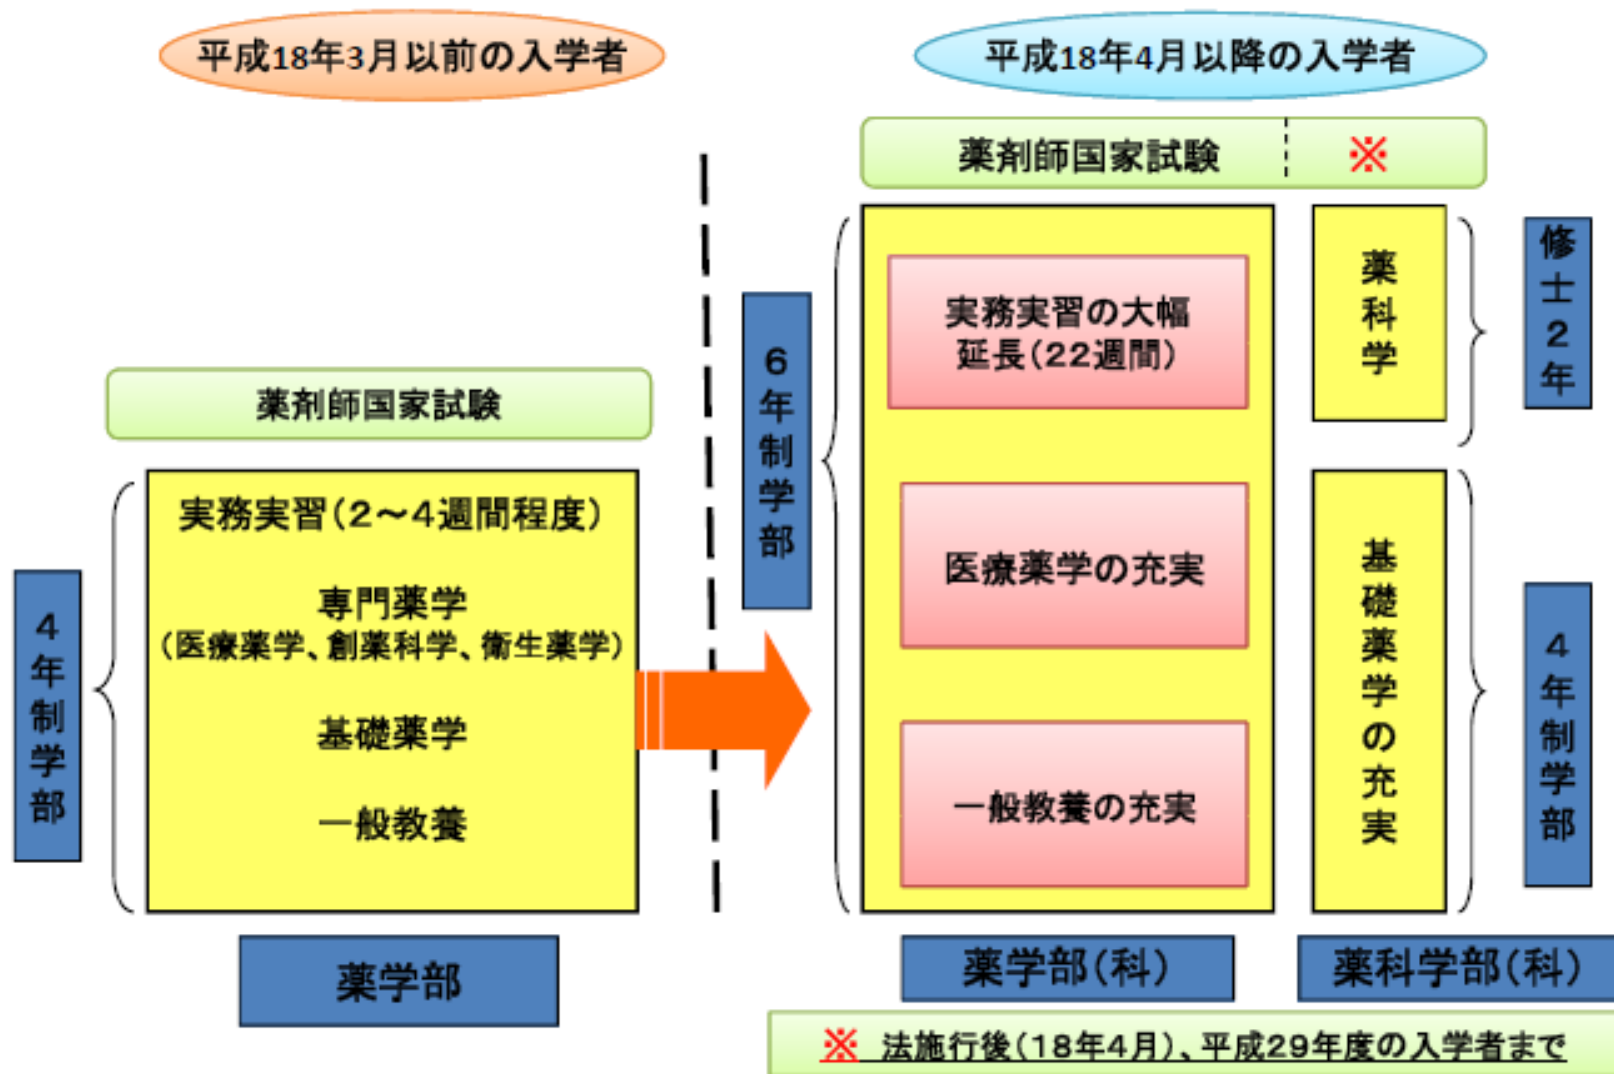 平成18年3月以前の入学者
薬剤師国家試験
4年制学部
実務実習(2～4週間程度)
専門薬学
(医療薬学、創薬科学、衛生薬学)
基礎薬学
一般教養
薬学部
平成18年4月以降の入学者
薬剤師国家試験
※
6年制学部
実務実習の大幅
延長(22週間)
医療薬学の充実
一般教養の充実
薬学部(科)
薬科学
修士2年
基礎薬学の充実
4年制学部
薬科学部(科)
※ 法施行後(18年4月)、平成29年度の入学者まで